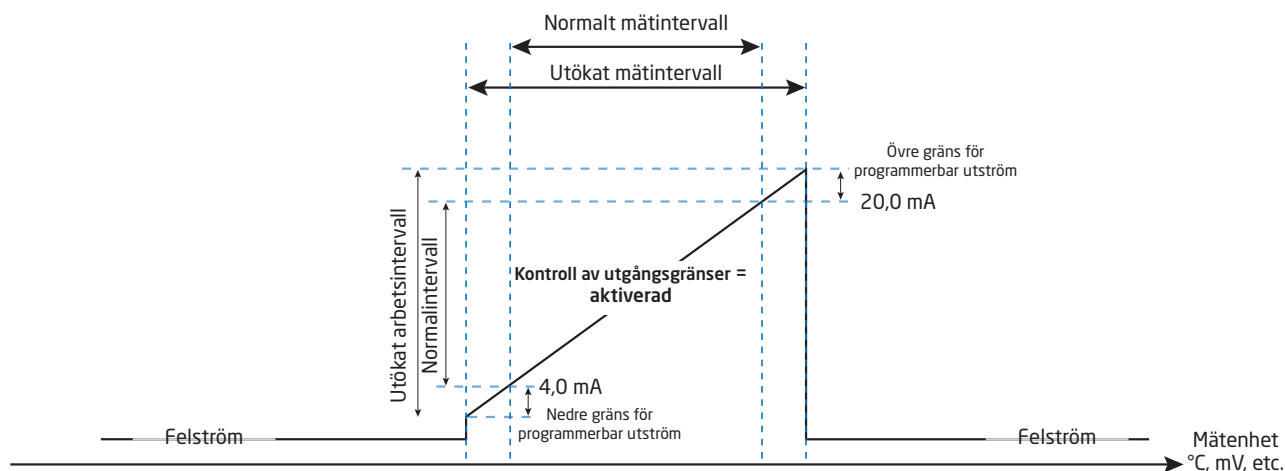 Normalt mätintervall
Utökat mätintervall
Övre gräns för
programmerbar utström
20,0 mA
Utökat arbetsintervall
Normalintervall
Kontroll av utgångsgränser =
aktiverad
4,0 mA
Nedre gräns för
programmerbar utström
Felström
Felström
Mätenhet
°C, mV, etc.